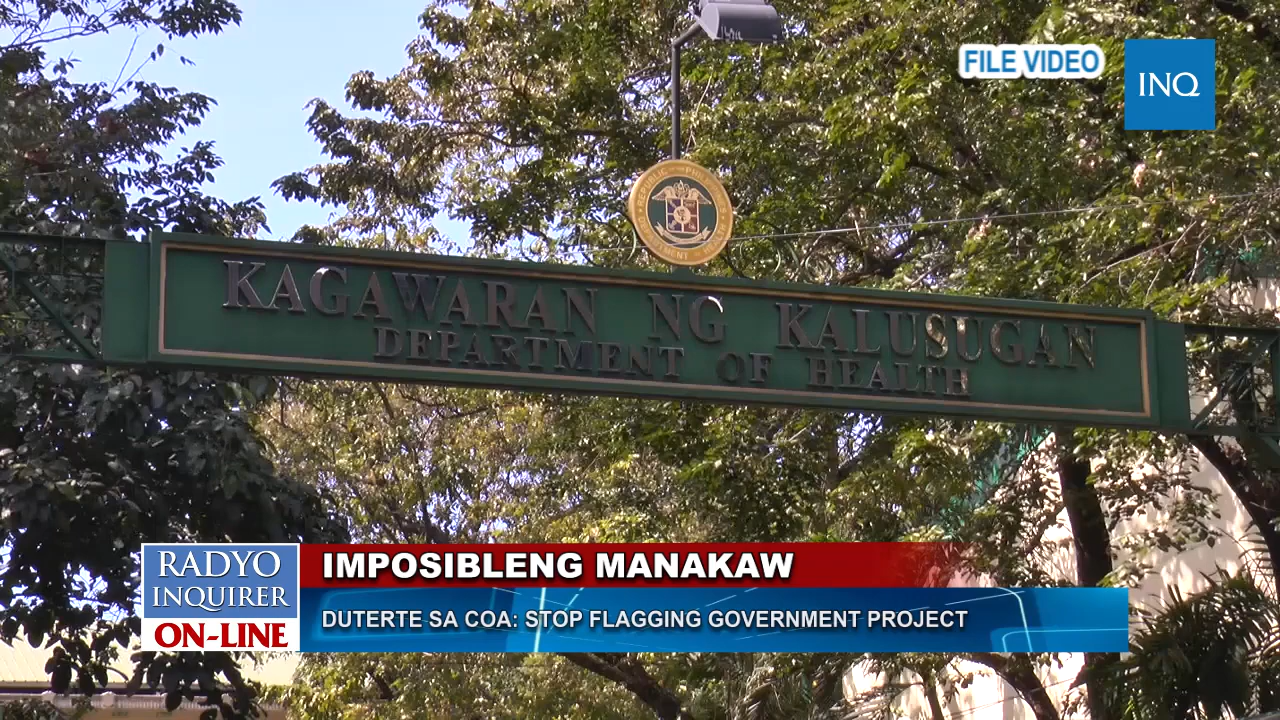 FILE VIDEO
INQ
KAGAWARAN NG KALUSUGAN
DEPARTMENT OF HEALTH
RADYO
INQUIRER
ON-LINE
IMPOSIBLENG MANAKAW
DUTERTE SA COA: STOP FLAGGING GOVERNMENT PROJECT